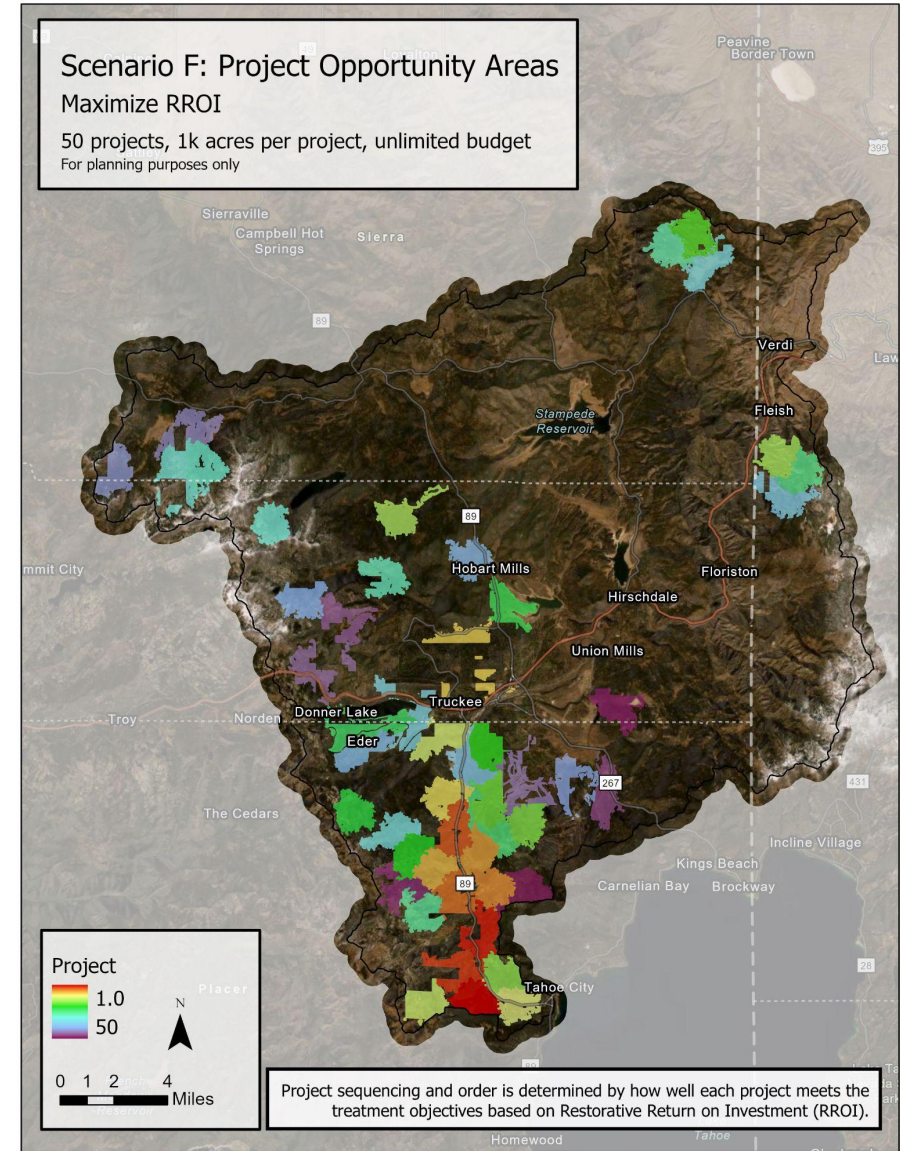 Scenario F: Project Opportunity Areas
Maximize RROI
50 projects, 1k acres per project, unlimited budget
For planning purposes only
Peavine
Border Town
395
Sierraville
Campbell Hot
Springs
Sierra
89
Verdi
Law
Fleish
Stampede
Reservoir
89
mmit City
Hobart Mills
Floriston
Hirschdale
Union Mills
Truckee
Troy
Norden
Donner Lake
Eder
267
431
The Cedars
Incline Village
Kings Beach
Carnelian Bay
Brockway
89
28
Tahoe City
Placer
Project
1.0
50
N
0 1 2 4
Miles
Project sequencing and order is determined by how well each project meets the
treatment objectives based on Restorative Return on Investment (RROI).
Homewood
Tahoe